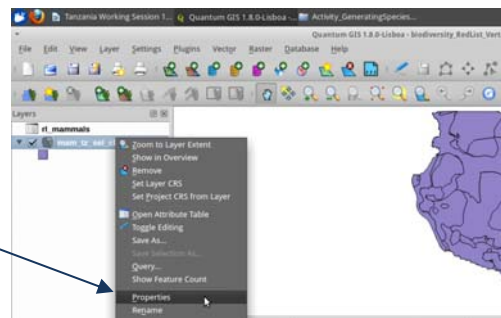 Tanzania Working Session 1...
Quantum GIS 1.8.0-Lisboa -...
Activity_GeneratingSpecies...
Quantum GIS 1.8.0-Lisboa - biodiversity_RedList_Vert
File Edit View Layer Settings Plugins Vector Raster Database Help
Layers
rl_mammals
Zoom to Layer Extent
Show in Overview
Remove
Set Layer CRS
Set Project CRS from Layer
Open Attribute Table
Toggle Editing
Save As...
Save Selection As...
Query...
Show Feature Count
Properties
Rename